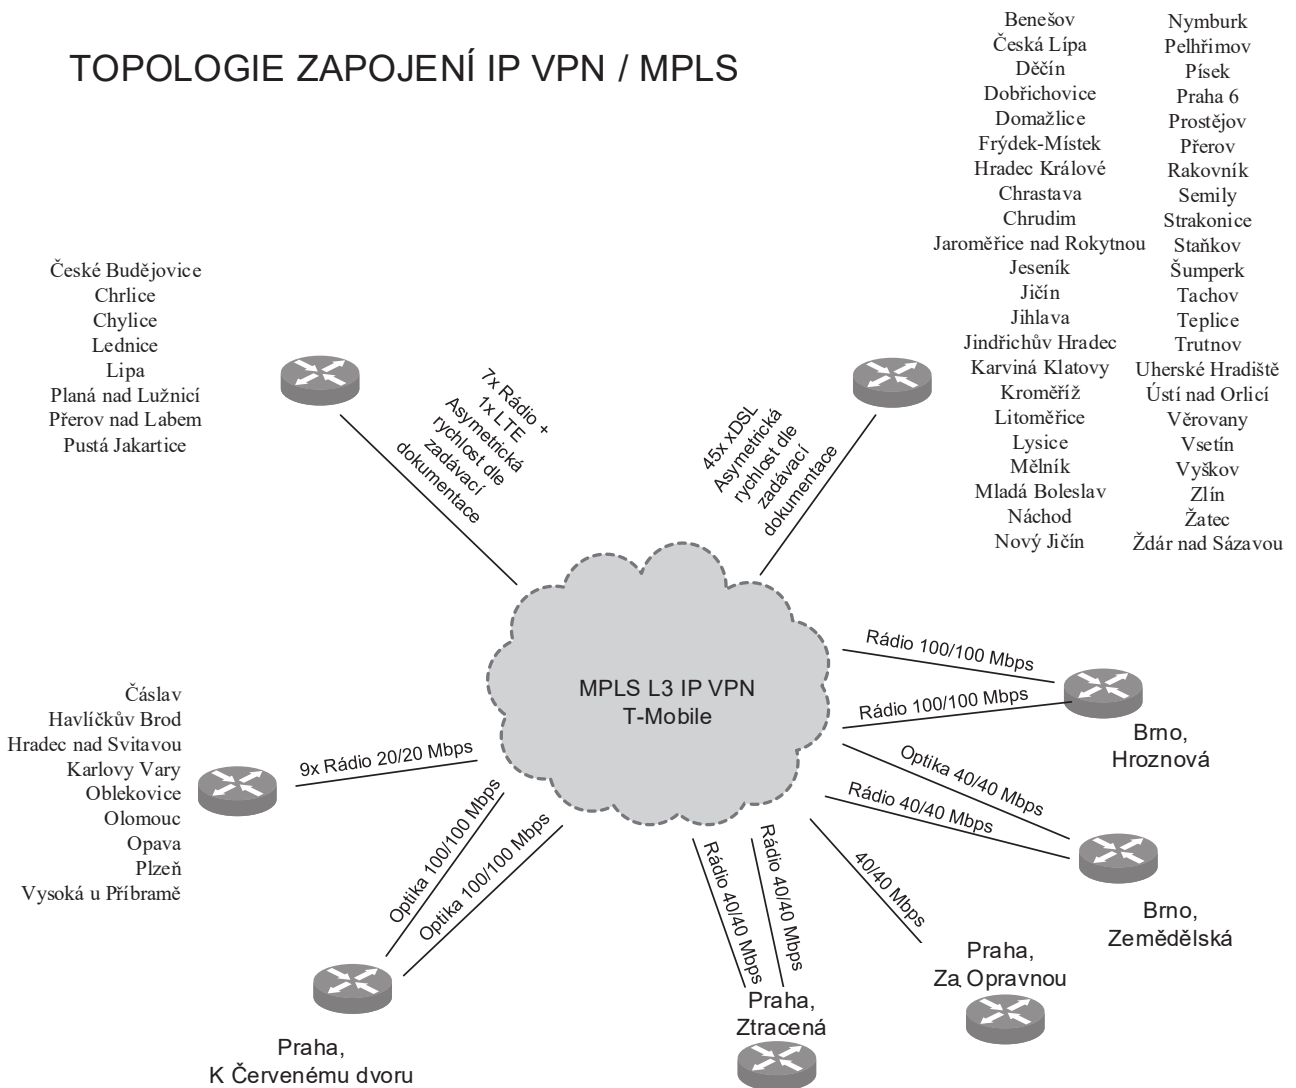 TOPOLOGIE ZAPOJENÍ IP VPN / MPLS
Benešov
Česká Lípa
Děčín
Dobřichovice
Domažlice
Frýdek-Místek
Hradec Králové
Chrastava
Chrudim
Jaroměřice nad Rokytnou
Jeseník
Jičín
Jihlava
Jindřichův Hradec
Karviná Klatovy
Kroměříž
Litoměřice
Lysice
Mělník
Mladá Boleslav
Náchod
Nový Jičín
Nymburk
Pelhřimov
Písek
Praha 6
Prostějov
Přerov
Rakovník
Semily
Strakonice
Staňkov
Šumperk
Tachov
Teplice
Trutnov
Uherské Hradiště
Ústí nad Orlicí
Věrovany
Vsetín
Vyškov
Zlín
Žatec
Ždár nad Sázavou
České Budějovice
Chrlice
Chylice
Lednice
Lipa
Planá nad Lužnicí
Přerov nad Labem
Pustá Jakartice
7x Rádio +
1x LTE
Asymetrická
rychlost dle
zadávací
dokumentace
45x xDSL
Asymetrická
rychlost dle
zadávací
dokumentace
MPLS L3 IP VPN
T-Mobile
Rádio 100/100 Mbps
Rádio 100/100 Mbps
Brno,
Hroznová
Optika 40/40 Mbps
Rádio 40/40 Mbps
Brno,
Zemědělská
Čáslav
Havlíčkův Brod
Hradec nad Svitavou
Karlovy Vary
Oblekovice
Olomouc
Opava
Plzeň
Vysoká u Příbramě
9x Rádio 20/20 Mbps
Optika 100/100 Mbps
Optika 100/100 Mbps
Praha,
K Červenému dvoru
Rádio 40/40 Mbps
Rádio 40/40 Mbps
Praha,
Ztracená
40/40 Mbps
Praha,
Za Opravnou